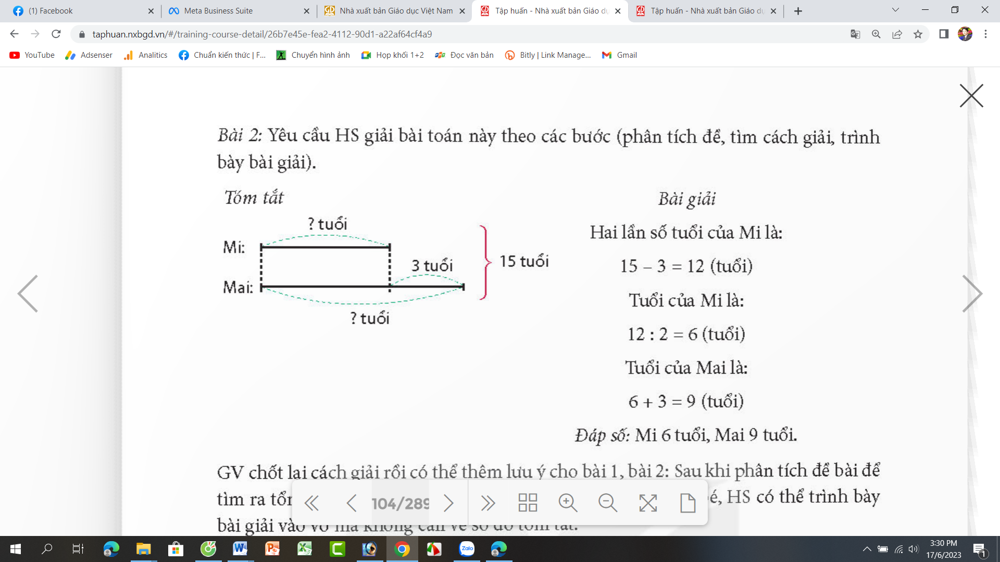 (1) Facebook
Meta Business Suite
Nhà xuất bản Giáo dục Việt Nam
Tập huấn - Nhà xuất bản Giáo dụ
Tập huấn - Nhà xuất bản Giáo dụ
taphuan.nxbgd.vn/#/training-course-detail/26b7e45e-fea2-4112-90d1-a22af64cf4a9
YouTube
Adsenser
Analitics
Chuẩn kiến thức | F...
Chuyển hình ảnh
Họp khối 1+2
Đọc văn bản
Bitly | Link Manage...
Gmail
Bài 2: Yêu cầu HS giải bài toán này theo các bước (phân tích đề, tìm cách giải, trình
bày bài giải).
Tóm tắt
? tuổi
Mi:
3 tuổi
15 tuổi
Mai:
? tuổi
Bài giải
Hai lần số tuổi của Mi là:
15 – 3 = 12 (tuổi)
Tuổi của Mi là:
12 : 2 = 6 (tuổi)
Tuổi của Mai là:
6 + 3 = 9 (tuổi)
Đáp số: Mi 6 tuổi, Mai 9 tuổi.
GV chốt lại cách giải rồi có thể thêm lưu ý cho bài 1, bài 2: Sau khi phân tích đề bài để
tìm ra HS có thể trình bày
bài giải vào vở mà không cần vẽ sơ đồ tóm tắt.
104/289
Zalo
3:30 PM
17/6/2023
1